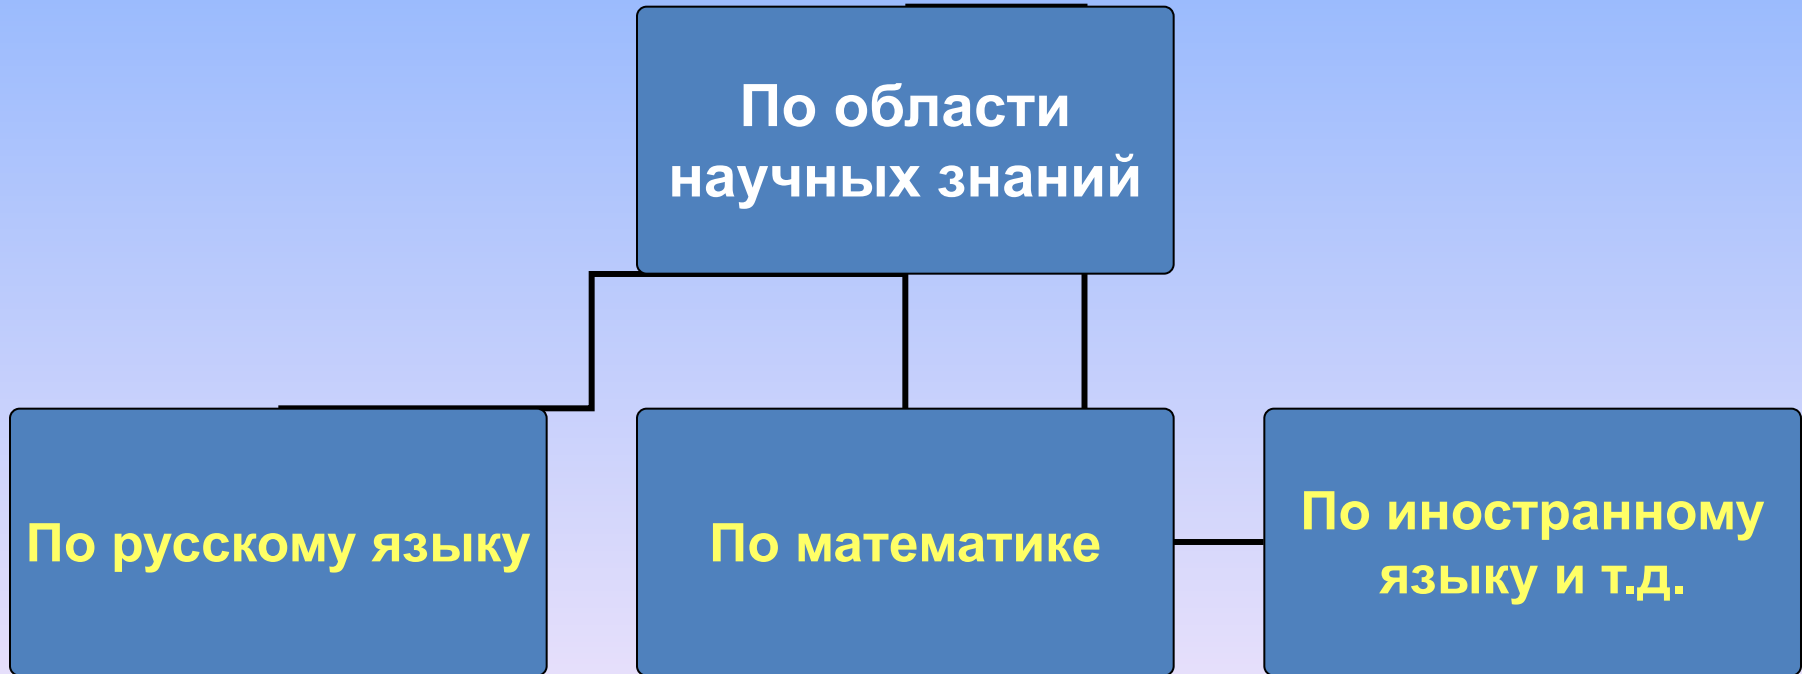 По области
научных знаний
По русскому языку
По математике
По иностранному
языку и т.д.